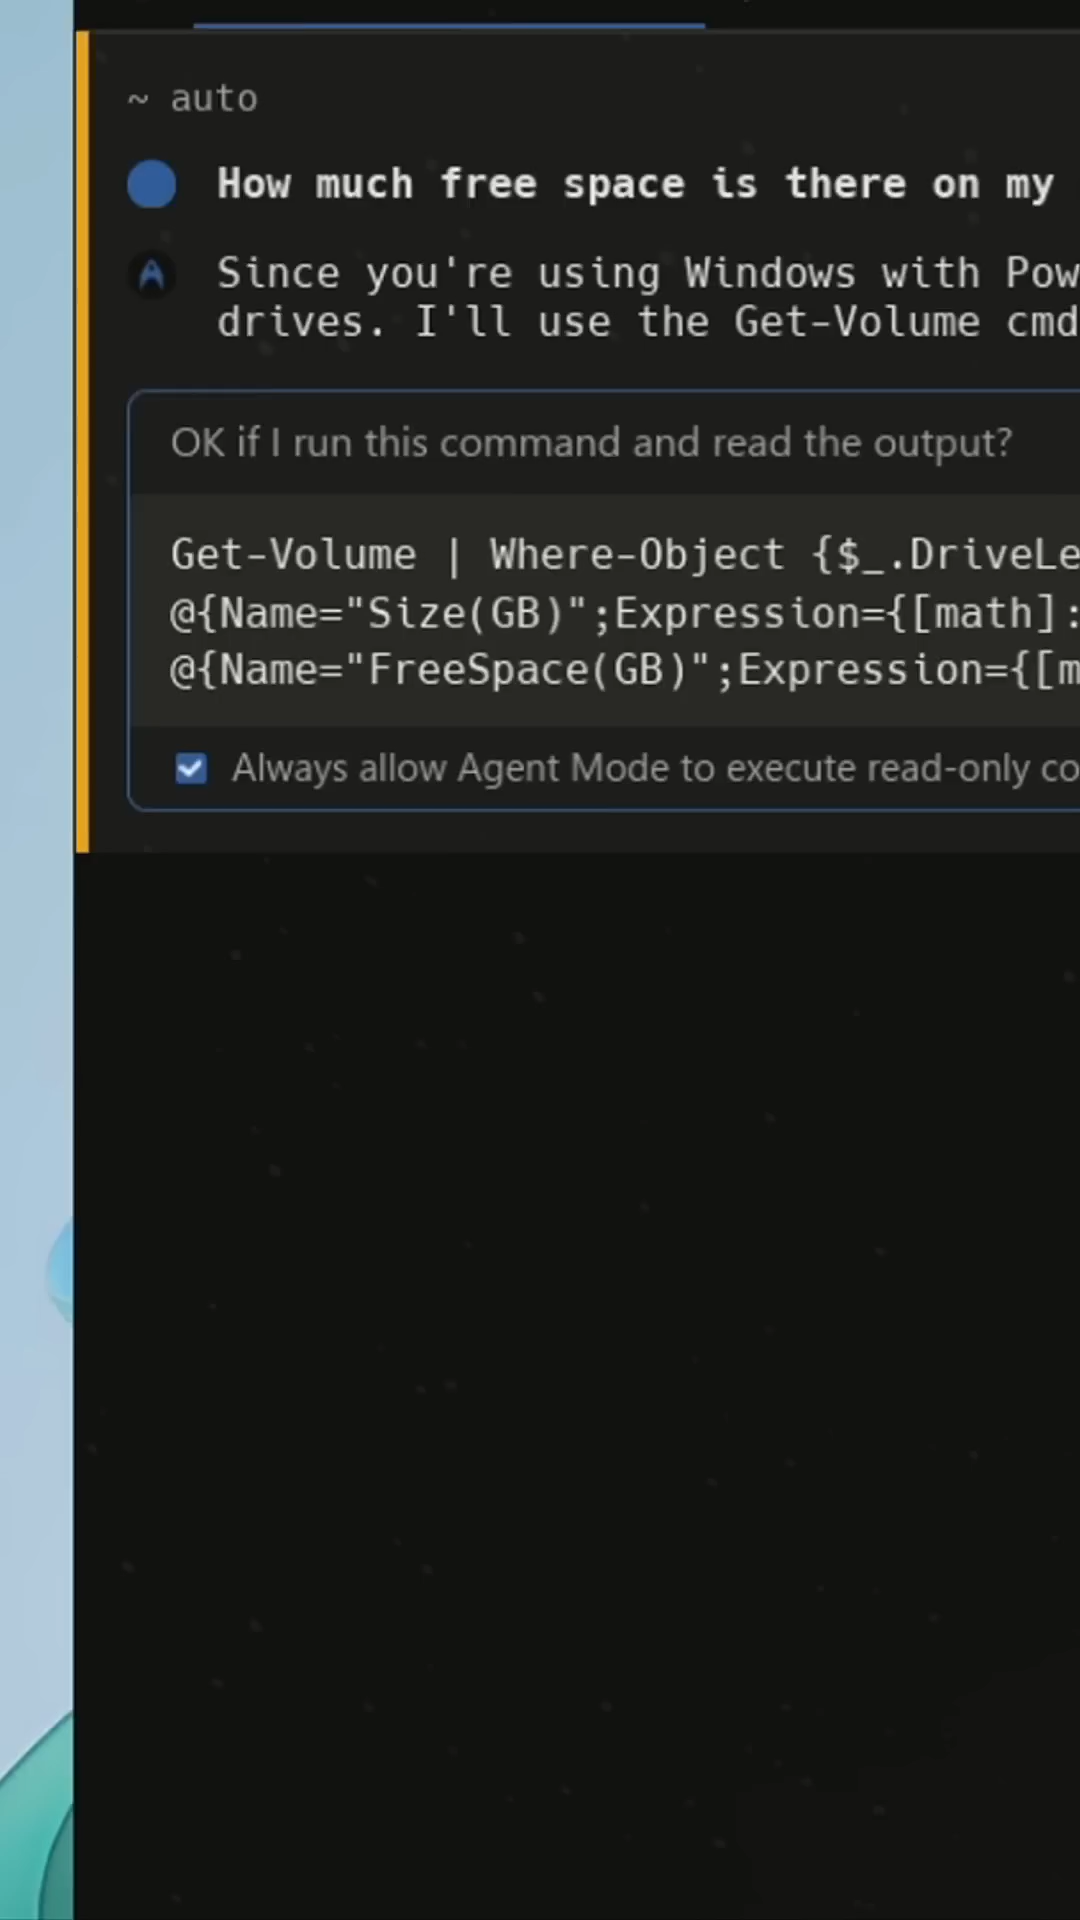 ~ auto
How much free space is there on my
Since you're using Windows with Pow
drives. I'll use the Get-Volume cmd
OK if I run this command and read the output?
Get-Volume | Where-Object {$_.DriveLe
@{Name="Size(GB)";Expression={[math]:
@{Name="FreeSpace(GB)";Expression={[m
Always allow Agent Mode to execute read-only co